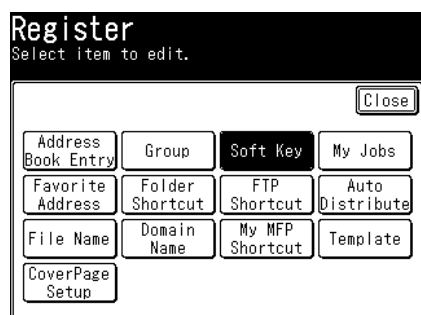 Register
Select item to edit.
Close
Address
Book Entry
Group
Soft Key
My Jobs
Favorite
Address
Folder
Shortcut
FTP
Shortcut
Auto
Distribute
File Name
Domain
Name
My MFP
Shortcut
Template
CoverPage
Setup